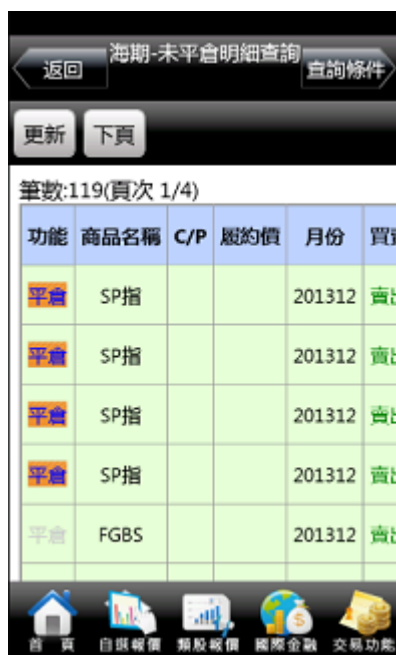 海期-未平倉明細查詢
返回
查詢條件
更新 下頁
筆數:119(頁次 1/4)
功能 商品名稱 C/P 履約價 月份 買
平倉 SP指 201312 賣出
平倉 SP指 201312 賣出
平倉 SP指 201312 賣出
平倉 SP指 201312 賣出
平倉 FGBS 201312 賣出
首頁 自選報價 類股報價 國際金融 交易功能